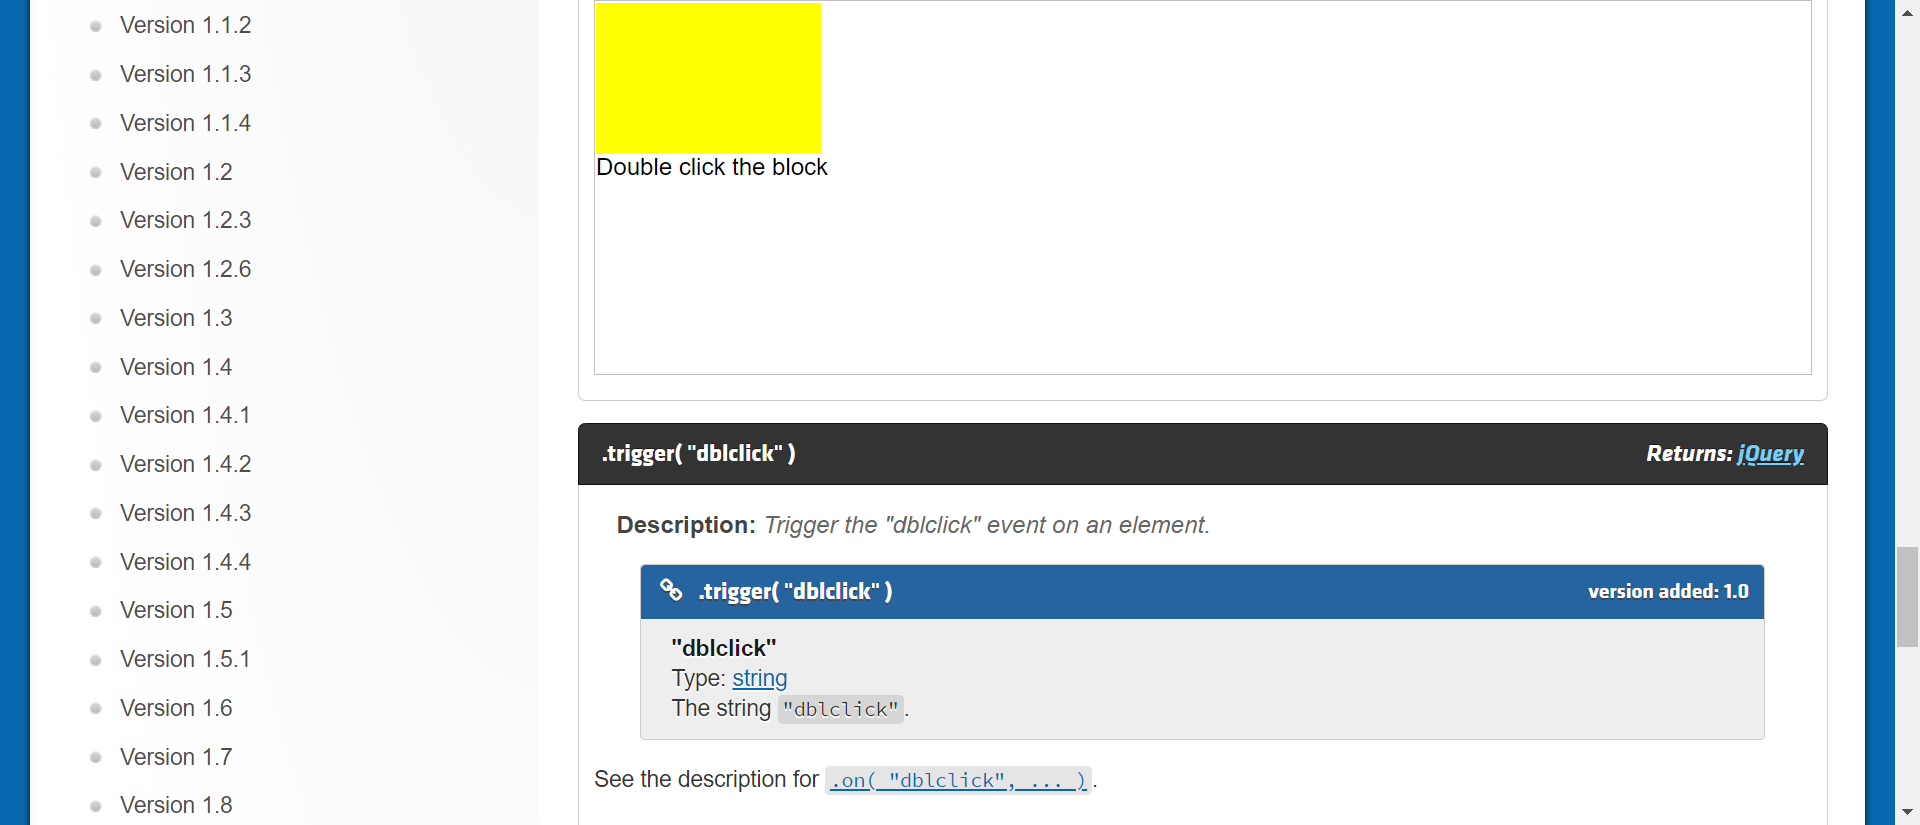 Version 1.1.2
Version 1.1.3
Version 1.1.4
Version 1.2
Version 1.2.3
Version 1.2.6
Version 1.3
Version 1.4
Version 1.4.1
Version 1.4.2
Version 1.4.3
Version 1.4.4
Version 1.5
Version 1.5.1
Version 1.6
Version 1.7
Version 1.8
Double click the block
.trigger( "dblclick" ) Returns: jQuery
Description: Trigger the "dblclick" event on an element.
.trigger( "dblclick" ) version added: 1.0
"dblclick"
Type: string
The string "dblclick".
See the description for .on( "dblclick", ... ).